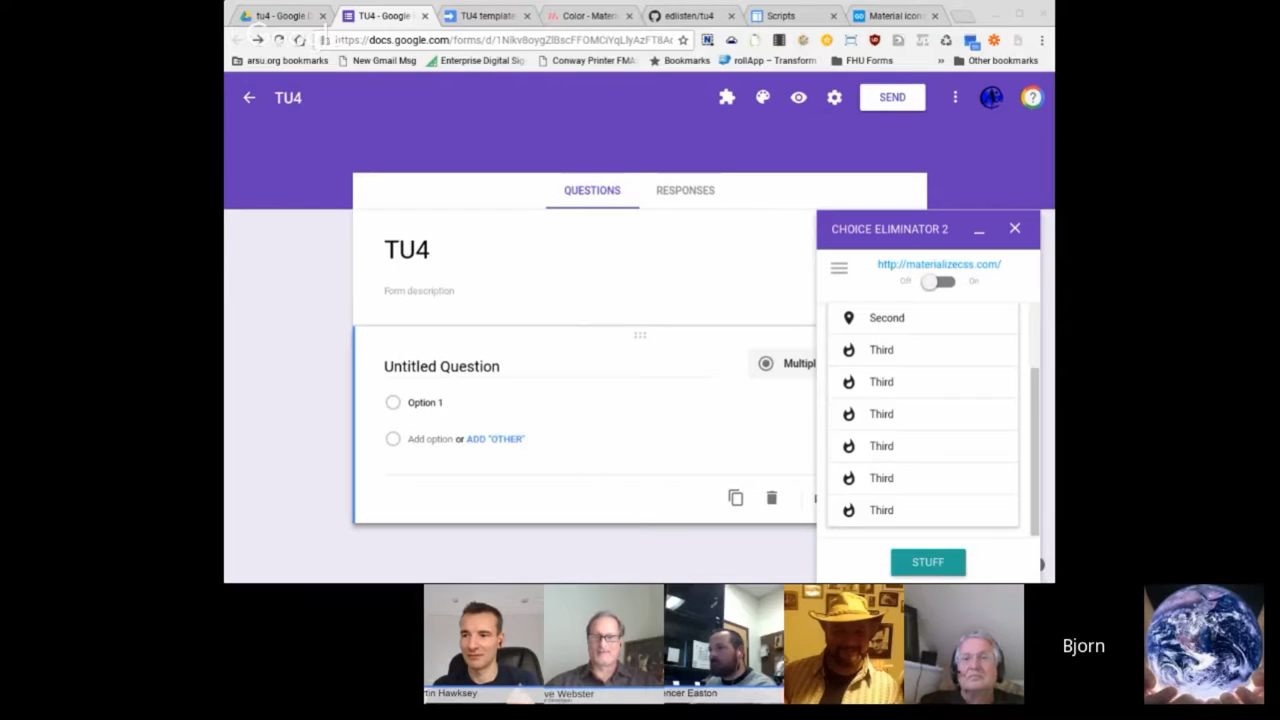 tu4 - Google D
TU4 - Google F
TU4 template
Color - Materi
edlisten/tu4
Scripts
Material icon
https://docs.google.com/forms/d/1Nikv8oygZlBscFFOMCiYqLlyAzFT8Ac
arsu.org bookmarks
New Gmail Msg
Enterprise Digital Sig
Conway Printer FMA
Bookmarks
rollApp – Transform
FHU Forms
»
Other bookmarks
TU4
SEND
QUESTIONS
RESPONSES
TU4
Form description
Untitled Question
Multipl
Option 1
Add option or ADD "OTHER"
CHOICE ELIMINATOR 2
http://materializecss.com/
Off
On
Second
Third
Third
Third
Third
Third
Third
STUFF
tin Hawksey
ve Webster
encer Easton
Bjorn